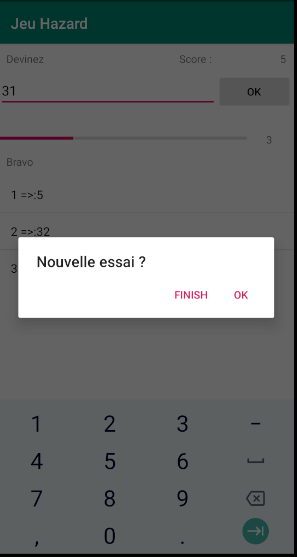 Jeu Hazard
Devinez Score : 5
31 OK
3
Bravo
1 =>:5
2 =>:32
3
Nouvelle essai ?
FINISH OK
1 2 3 -
4 5 6
7 8 9
, 0 .